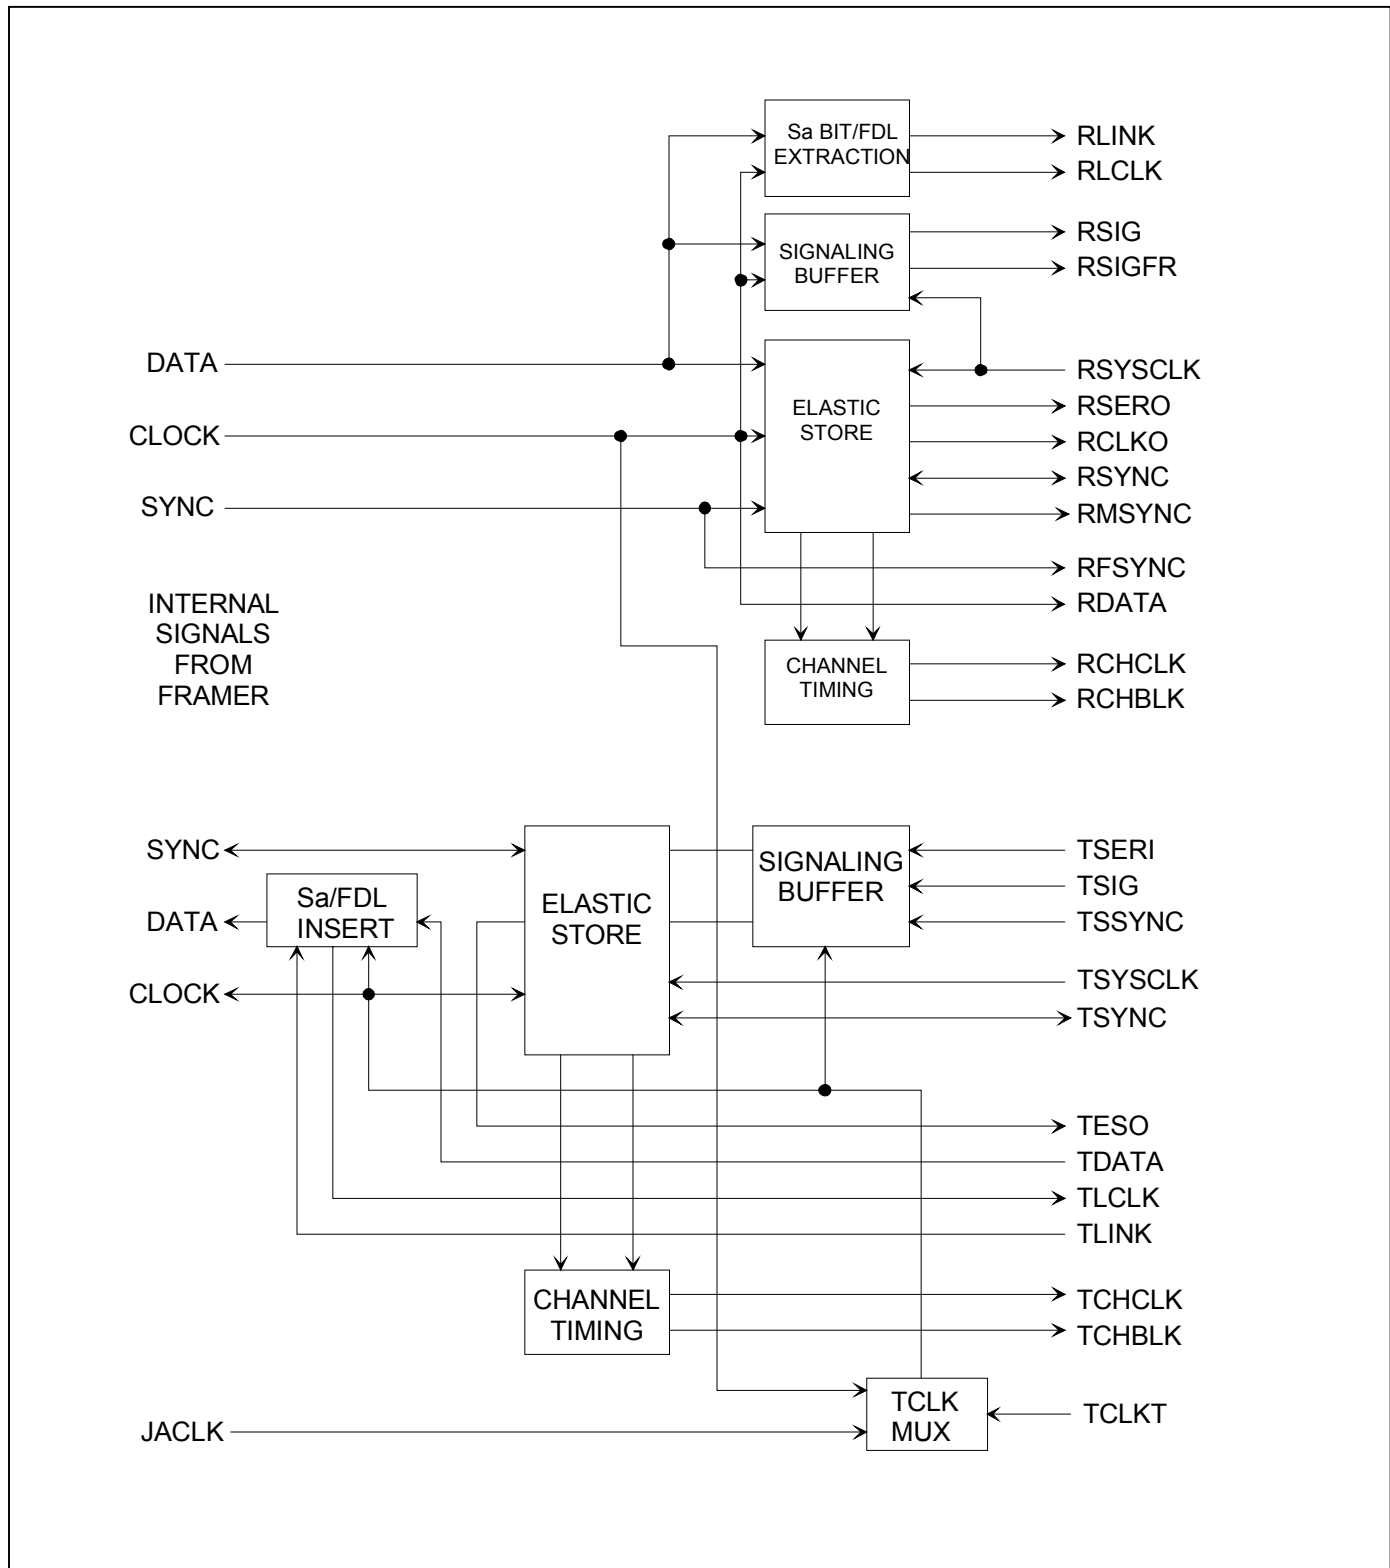 Sa BIT/FDL
EXTRACTION
RLINK
RLCLK
SIGNALING
BUFFER
RSIG
RSIGFR
DATA
CLOCK
SYNC
ELASTIC
STORE
RSYSCLK
RSERO
RCLKO
RSYNC
RMSYNC
RFSYNC
RDATA
INTERNAL
SIGNALS
FROM
FRAMER
CHANNEL
TIMING
RCHCLK
RCHBLK
SYNC
DATA
CLOCK
Sa/FDL
INSERT
ELASTIC
STORE
SIGNALING
BUFFER
TSERI
TSIG
TSSYNC
TSYSCLK
TSYNC
TESO
TDATA
TLCLK
TLINK
CHANNEL
TIMING
TCHCLK
TCHBLK
JACLK
TCLK
MUX
TCLKT